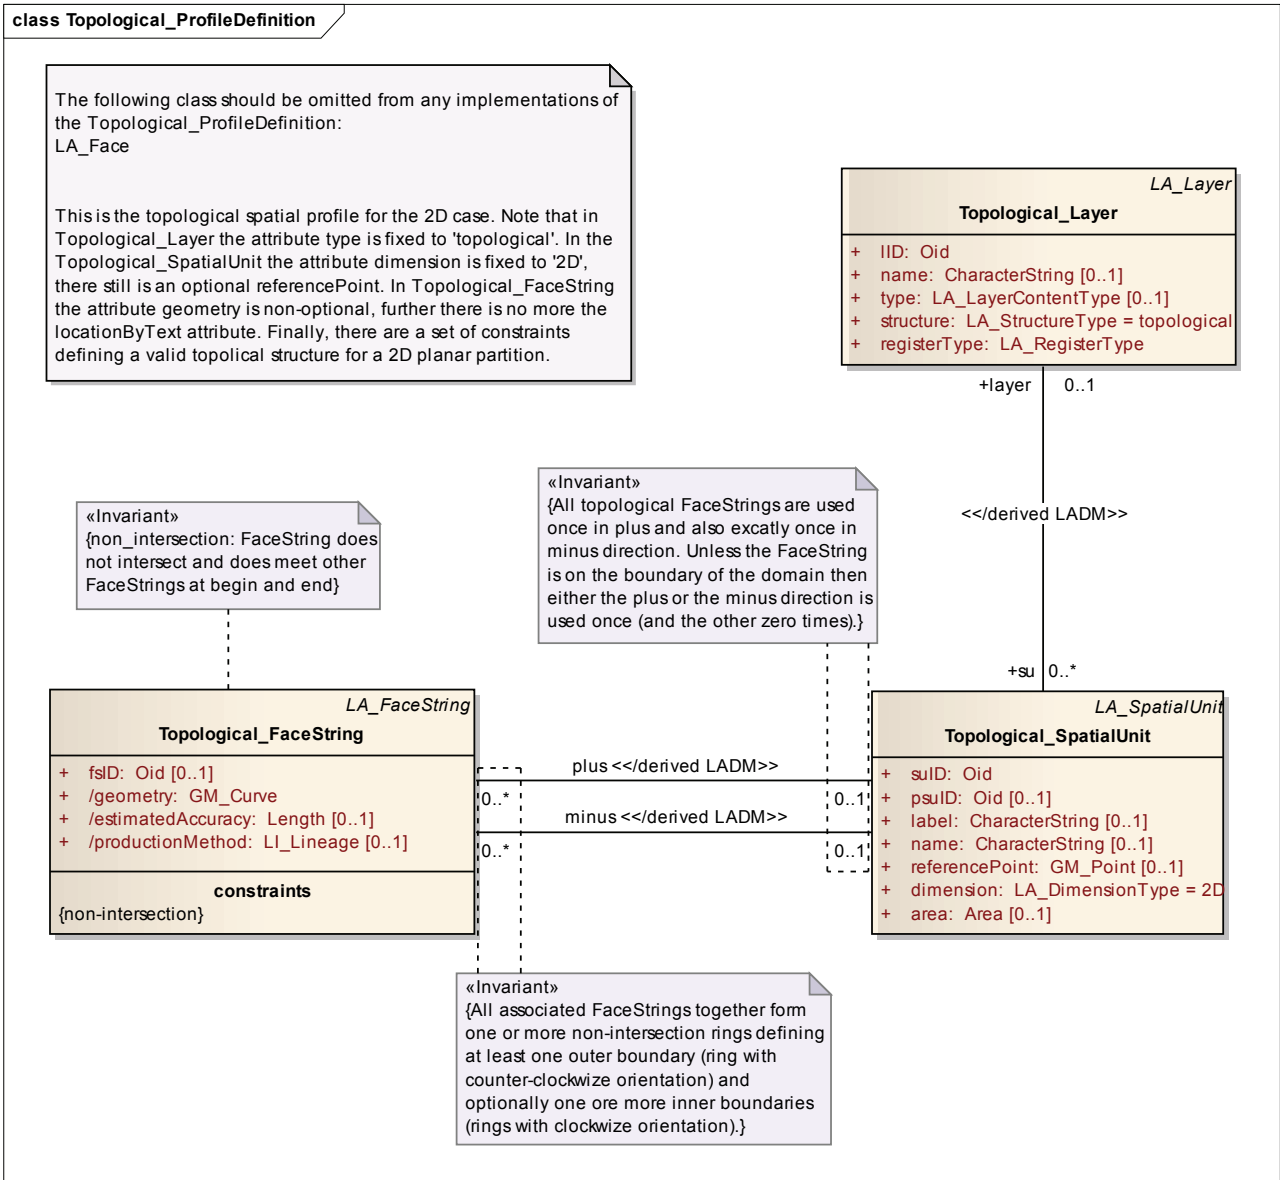 class Topological_ProfileDefinition
The following class should be omitted from any implementations of
the Topological_ProfileDefinition:
LA_Face
This is the topological spatial profile for the 2D case. Note that in
Topological_Layer the attribute type is fixed to 'topological'. In the
Topological_SpatialUnit the attribute dimension is fixed to '2D',
there still is an optional referencePoint. In Topological_FaceString
the attribute geometry is non-optional, further there is no more the
locationByText attribute. Finally, there are a set of constraints
defining a valid topolical structure for a 2D planar partition.
LA_Layer
Topological_Layer
+ lID: Oid
+ name: CharacterString [0..1]
+ type: LA_LayerContentType [0..1]
+ structure: LA_StructureType = topological
+ registerType: LA_RegisterType
+layer 0..1
<</derived LADM>>
+su 0..*
«Invariant»
{non_intersection: FaceString does
not intersect and does meet other
FaceStrings at begin and end}
«Invariant»
{All topological FaceStrings are used
once in plus and also excatly once in
minus direction. Unless the FaceString
is on the boundary of the domain then
either the plus or the minus direction is
used once (and the other zero times).}
LA_FaceString
Topological_FaceString
+ fsID: Oid [0..1]
+ /geometry: GM_Curve
+ /estimatedAccuracy: Length [0..1]
+ /productionMethod: LI_Lineage [0..1]
constraints
{non-intersection}
plus <</derived LADM>>
0..* 0..1
minus <</derived LADM>>
0..* 0..1
LA_SpatialUnit
Topological_SpatialUnit
+ suID: Oid
+ psuID: Oid [0..1]
+ label: CharacterString [0..1]
+ name: CharacterString [0..1]
+ referencePoint: GM_Point [0..1]
+ dimension: LA_DimensionType = 2D
+ area: Area [0..1]
«Invariant»
{All associated FaceStrings together form
one or more non-intersection rings defining
at least one outer boundary (ring with
counter-clockwize orientation) and
optionally one ore more inner boundaries
(rings with clockwize orientation).}